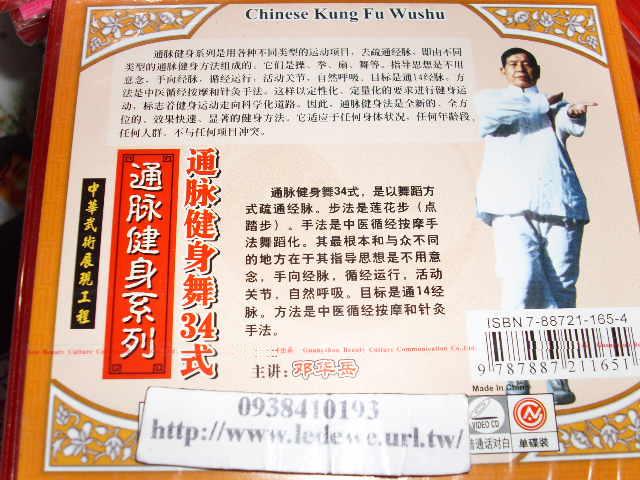 Chinese Kung Fu Wushu
通脉健身系列是用各种不同类型的运动项目，去疏通经脉，即由不同
类型的通脉健身方法组成的，它们是操、拳、扇、舞等。指导思想是不用
意念，手向经脉，循经运行，活动关节，自然呼吸。目标是通14经脉。方
法是中医循经按摩和针灸手法。这样以定性化、定量化的要求进行健身运
动，标志着健身运动走向科学化道路。因此，通脉健身法是全新的、全方
位的、效果快速、显著的健身方法。它适应于任何身体状况，任何年龄段，
任何人群，不与任何项目冲突。
中華武術展現工程
通脉健身系列
通脉健身舞34式
通脉健身舞34式，是以舞蹈方
式疏通经脉。步法是莲花步（点
踏步）。手法是中医循经按摩手
法舞蹈化。其最根本和与众不同
的地方在于其指导思想是不用意
念，手向经脉，循经运行，活动
关节，自然呼吸。目标是通14经
脉。方法是中医循经按摩和针灸
手法。
Guangzhou Beauty Culture Communication Co.,Ltd.
主讲：邓华岳
ISBN 7-88721-165-4
9 787887 211651
Made in China
VIDEO CD
普通话对白
单碟装
0938410193
http://www.ledewe.url.tw/